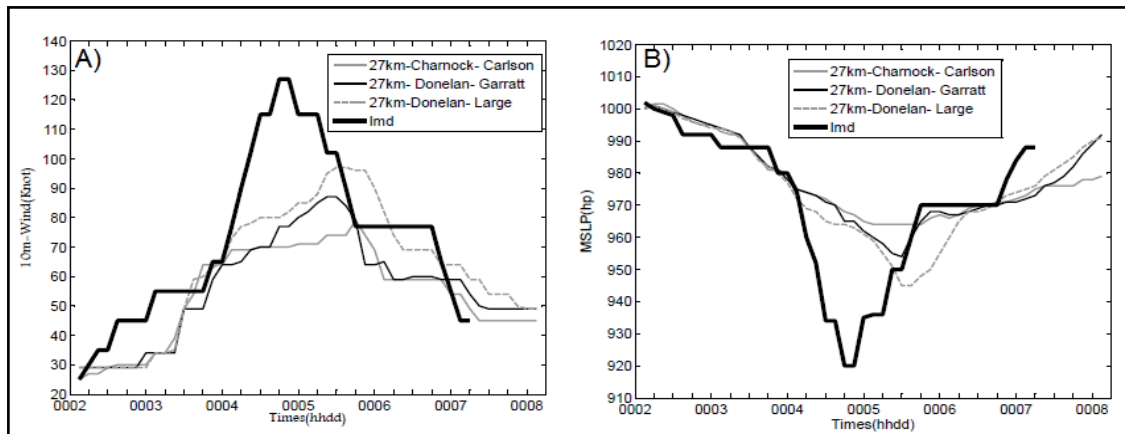 A)
140
130
120
110
100
90
80
70
60
50
40
30
20
10m-Wind(Knot)
27km-Charnock- Carlson
27km- Donelan- Garratt
27km-Donelan- Large
Imd
0002 0003 0004 0005 0006 0007 0008
Times(hhdd)
B)
1020
1010
1000
990
980
970
960
950
940
930
920
910
MSLP(hp)
27km-Charnock- Carlson
27km- Donelan- Garratt
27km-Donelan- Large
Imd
0002 0003 0004 0005 0006 0007 0008
Times(hhdd)